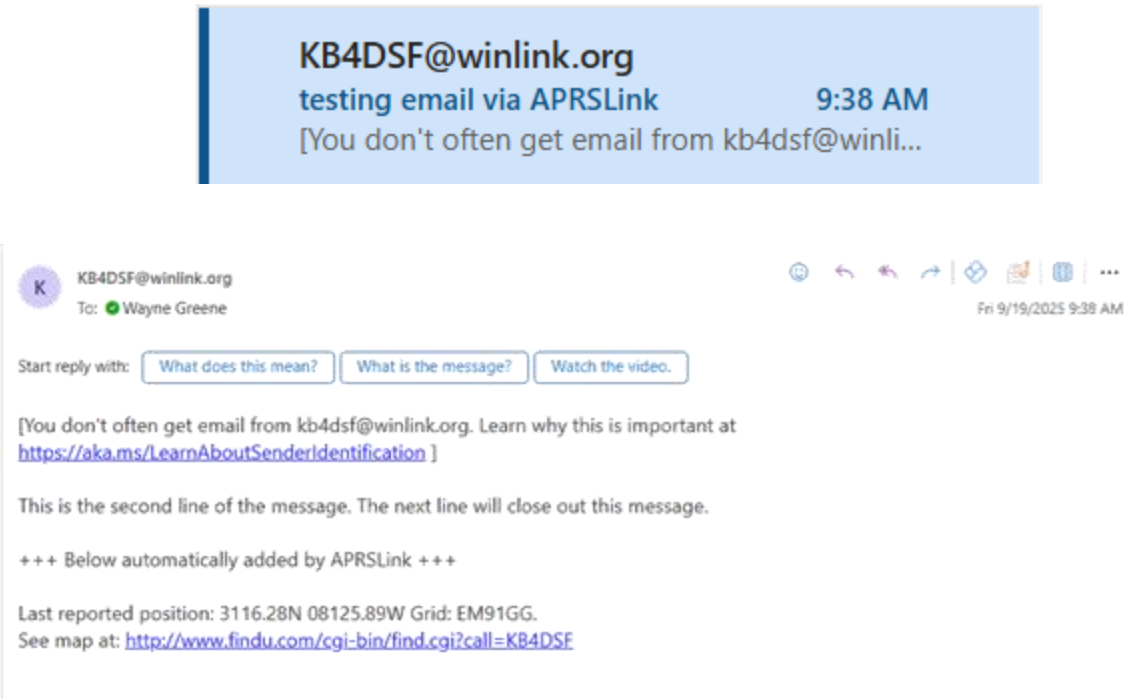 KB4DSF@winlink.org
testing email via APRSLink 9:38 AM
[You don't often get email from kb4dsf@winli...
K
KB4DSF@winlink.org
To: Wayne Greene
Fri 9/19/2025 9:38 AM
Start reply with: What does this mean? What is the message? Watch the video.
[You don't often get email from kb4dsf@winlink.org. Learn why this is important at
https://aka.ms/LearnAboutSenderIdentification ]
This is the second line of the message. The next line will close out this message.
+++ Below automatically added by APRSLink +++
Last reported position: 3116.28N 08125.89W Grid: EM91GG.
See map at: http://www.findu.com/cgi-bin/find.cgi?call=KB4DSF